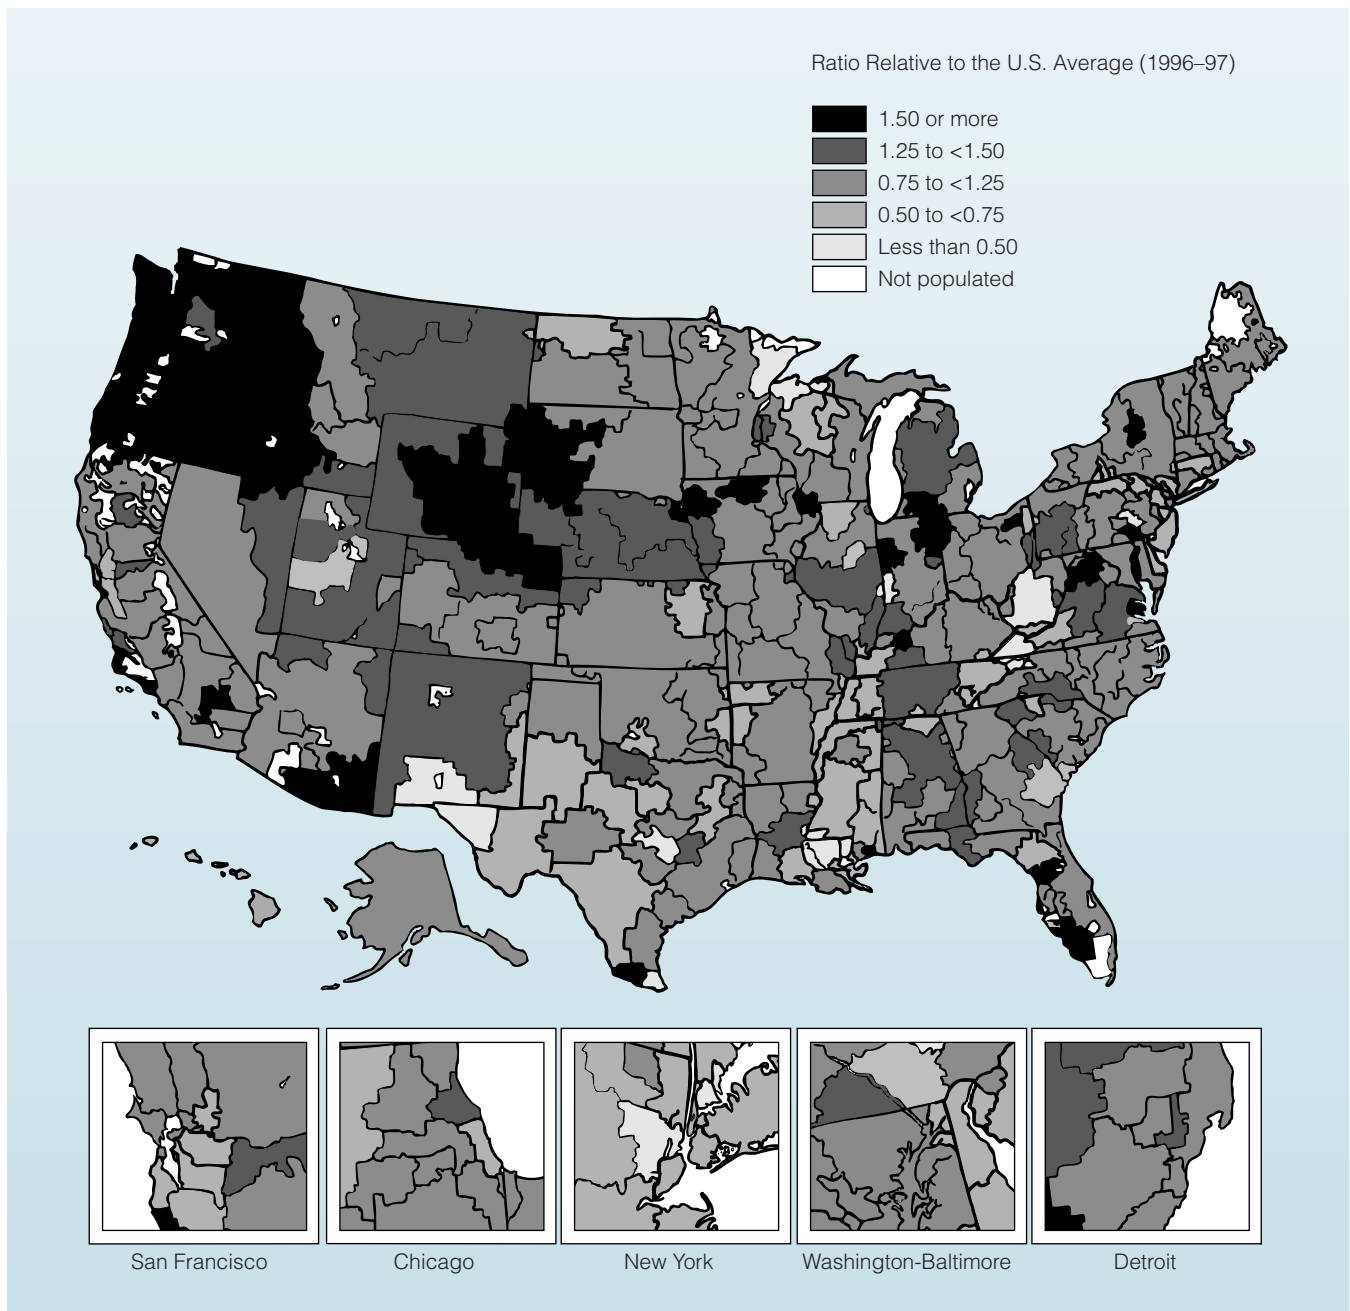 Ratio Relative to the U.S. Average (1996–97)
1.50 or more
1.25 to <1.50
0.75 to <1.25
0.50 to <0.75
Less than 0.50
Not populated
San Francisco
Chicago
New York
Washington-Baltimore
Detroit